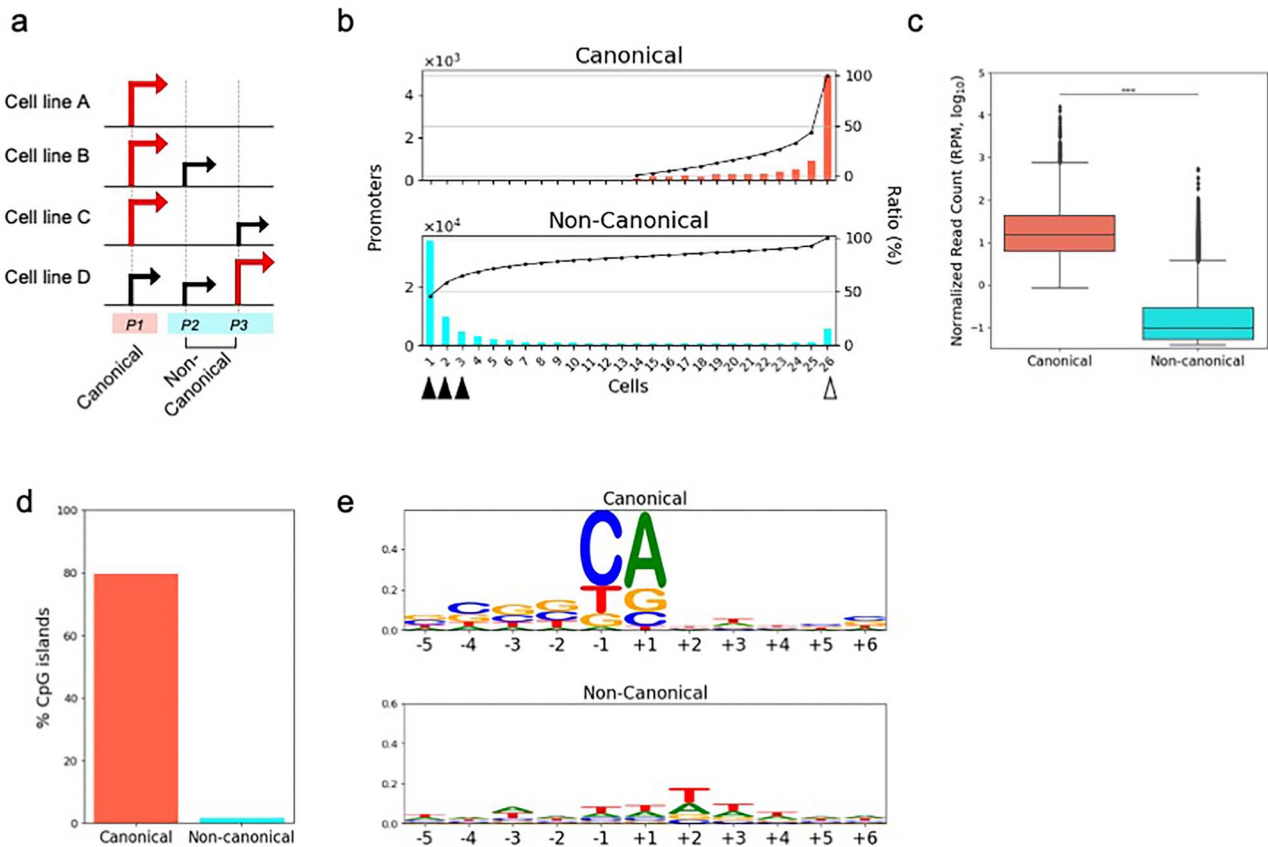 a
Cell line A
Cell line B
Cell line C
Cell line D
P1
P2
P3
Canonical
Non-
Canonical
b
Canonical
×10³
4
2
0
100
50
0
Non-Canonical
×10⁴
2
0
100
50
0
Promoters
Ratio (%)
1 2 3 4 5 6 7 8 9 10 11 12 13 14 15 16 17 18 19 20 21 22 23 24 25 26
Cells
c
Normalized Read Count (RPM, log₁₀)
5
4
3
2
1
0
−1
***
Canonical
Non-canonical
d
% CpG islands
100
80
60
40
20
0
Canonical
Non-canonical
e
Canonical
0.4
0.2
0.0
C A
T G
G C
-5 -4 -3 -2 -1 +1 +2 +3 +4 +5 +6
Non-Canonical
0.6
0.4
0.2
0.0
-5 -4 -3 -2 -1 +1 +2 +3 +4 +5 +6